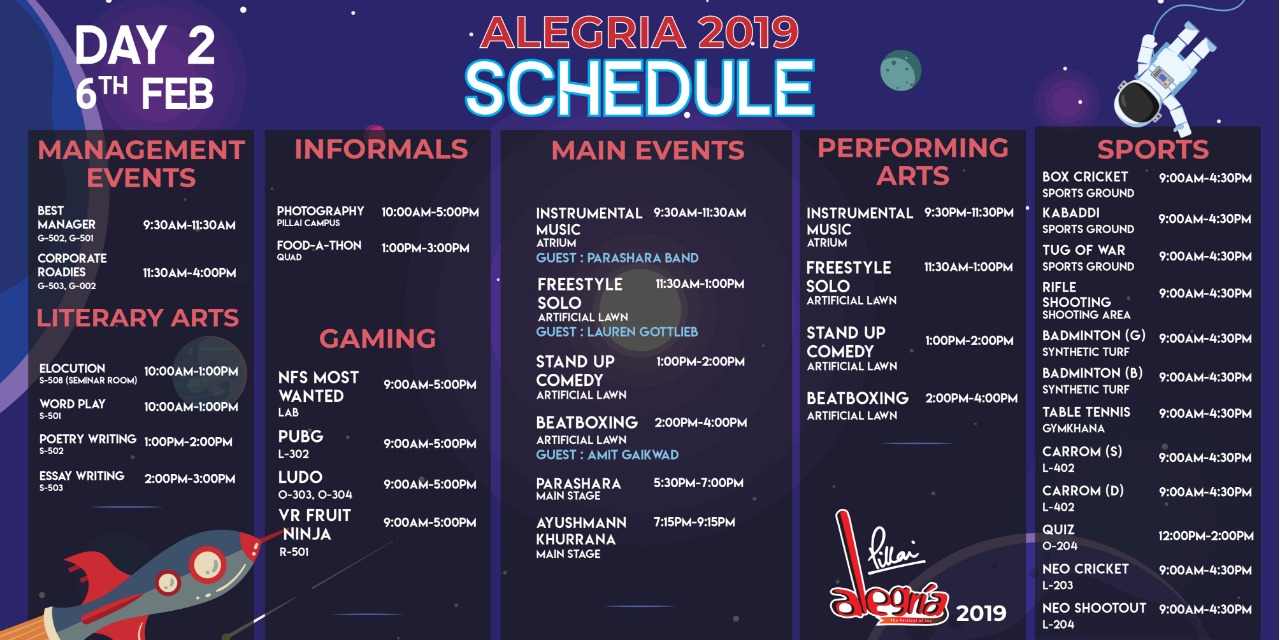 DAY 2
6TH FEB
ALEGRIA 2019
SCHEDULE
MANAGEMENT
EVENTS
BEST
MANAGER 9:30AM-11:30AM
G-502, G-501
CORPORATE
ROADIES 11:30AM-4:00PM
G-503, G-002
LITERARY ARTS
ELOCUTION 10:00AM-1:00PM
S-508 (SEMINAR ROOM)
WORD PLAY 10:00AM-1:00PM
S-501
POETRY WRITING 1:00PM-2:00PM
S-502
ESSAY WRITING 2:00PM-3:00PM
S-503
INFORMALS
PHOTOGRAPHY 10:00AM-5:00PM
PILLAI CAMPUS
FOOD-A-THON 1:00PM-3:00PM
QUAD
GAMING
NFS MOST 9:00AM-5:00PM
WANTED
LAB
PUBG 9:00AM-5:00PM
L-302
LUDO 9:00AM-5:00PM
O-303, O-304
VR FRUIT 9:00AM-5:00PM
NINJA
R-501
MAIN EVENTS
INSTRUMENTAL 9:30AM-11:30AM
MUSIC
ATRIUM
GUEST : PARASHARA BAND
FREESTYLE 11:30AM-1:00PM
SOLO
ARTIFICIAL LAWN
GUEST : LAUREN GOTTLIEB
STAND UP 1:00PM-2:00PM
COMEDY
ARTIFICIAL LAWN
BEATBOXING 2:00PM-4:00PM
ARTIFICIAL LAWN
GUEST : AMIT GAIKWAD
PARASHARA 5:30PM-7:00PM
MAIN STAGE
AYUSHMANN 7:15PM-9:15PM
KHURRANA
MAIN STAGE
PERFORMING
ARTS
INSTRUMENTAL 9:30PM-11:30PM
MUSIC
ATRIUM
FREESTYLE 11:30AM-1:00PM
SOLO
ARTIFICIAL LAWN
STAND UP 1:00PM-2:00PM
COMEDY
ARTIFICIAL LAWN
BEATBOXING 2:00PM-4:00PM
ARTIFICIAL LAWN
Pillai
alegria
The Festival of Joy
2019
SPORTS
BOX CRICKET 9:00AM-4:30PM
SPORTS GROUND
KABADDI 9:00AM-4:30PM
SPORTS GROUND
TUG OF WAR 9:00AM-4:30PM
SPORTS GROUND
RIFLE 9:00AM-4:30PM
SHOOTING
SHOOTING AREA
BADMINTON (G) 9:00AM-4:30PM
SYNTHETIC TURF
BADMINTON (B) 9:00AM-4:30PM
SYNTHETIC TURF
TABLE TENNIS 9:00AM-4:30PM
GYMKHANA
CARROM (S) 9:00AM-4:30PM
L-402
CARROM (D) 9:00AM-4:30PM
L-402
QUIZ 12:00PM-2:00PM
O-204
NEO CRICKET 9:00AM-4:30PM
L-203
NEO SHOOTOUT 9:00AM-4:30PM
L-204